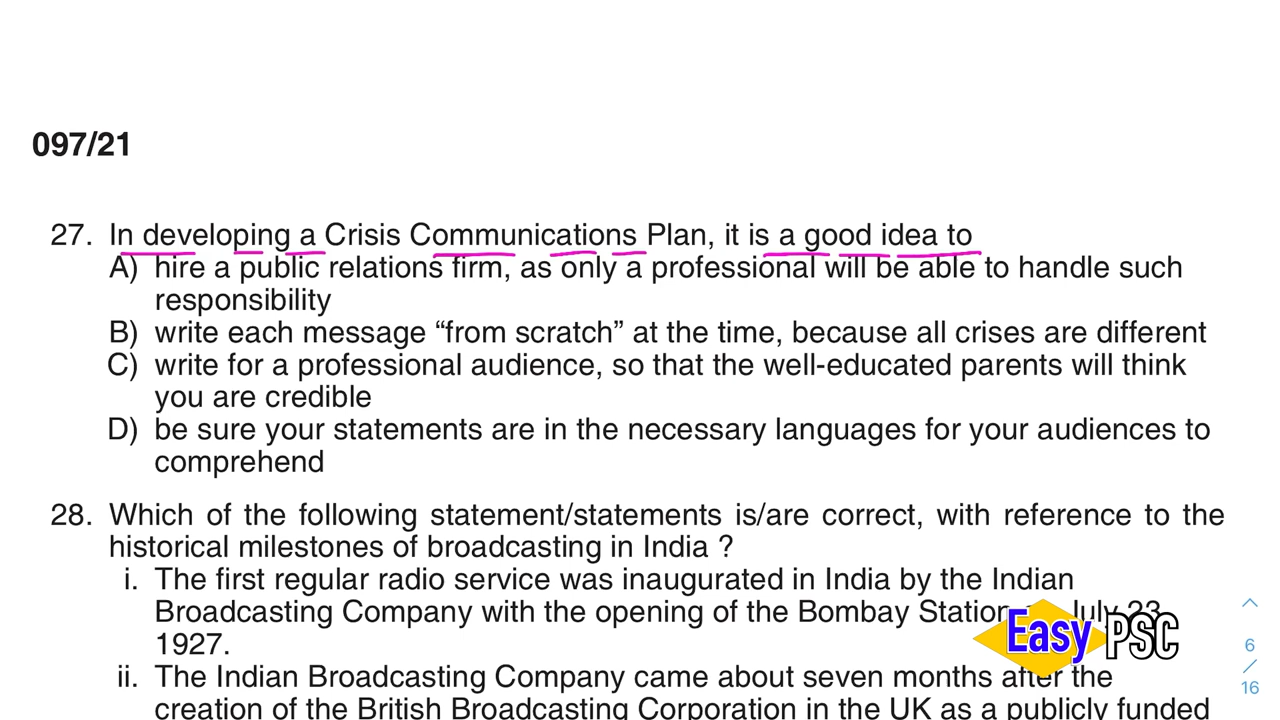 097/21
27. In developing a Crisis Communications Plan, it is a good idea to
A) hire a public relations firm, as only a professional will be able to handle such
responsibility
B) write each message “from scratch” at the time, because all crises are different
C) write for a professional audience, so that the well-educated parents will think
you are credible
D) be sure your statements are in the necessary languages for your audiences to
comprehend
28. Which of the following statement/statements is/are correct, with reference to the
historical milestones of broadcasting in India ?
i. The first regular radio service was inaugurated in India by the Indian
Broadcasting Company with the opening of the Bombay Station July 23
1927.
Easy PSC
ii. The Indian Broadcasting Company came about seven months after the
creation of the British Broadcasting Corporation in the UK as a publicly funded
6
/
16